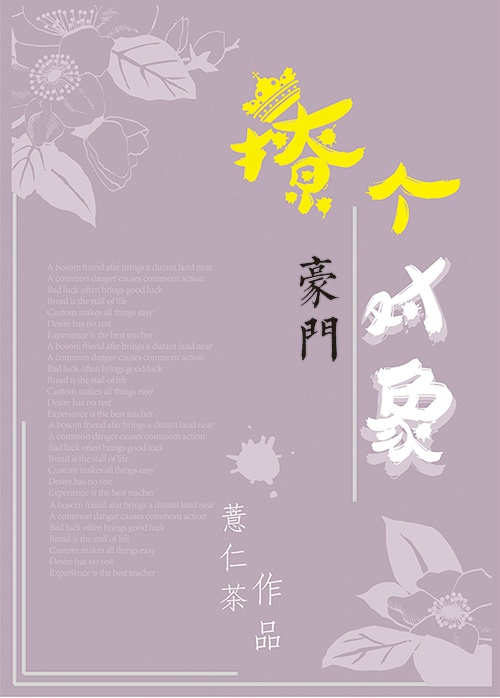 撩个
对象
豪門
A bosom friend afar brings a distant land near
A common danger causes common action
Bad luck often brings good luck
Bread is the stall of life
Custom makes all things easy
Desire has no rest
Experience is the best teacher
A bosom friend afar brings a distant land near
A common danger causes common action
Bad luck often brings good luck
Bread is the stall of life
Custom makes all things easy
Desire has no rest
Experience is the best teacher
A bosom friend afar brings a distant land near
A common danger causes common action
Bad luck often brings good luck
Bread is the stall of life
Custom makes all things easy
Desire has no rest
Experience is the best teacher
A bosom friend afar brings a distant land near
A common danger causes common action
Bad luck often brings good luck
Bread is the stall of life
Custom makes all things easy
Desire has no rest
Experience is the best teacher
薏仁茶
作品